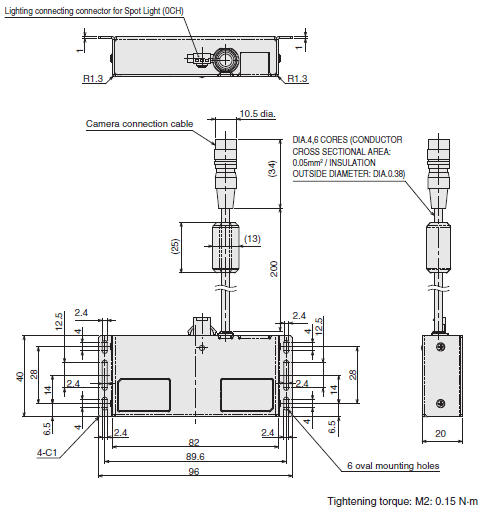 Lighting connecting connector for Spot Light (0CH)
1
1
R1.3
R1.3
10.5 dia.
Camera connection cable
DIA.4,6 CORES (CONDUCTOR
CROSS SECTIONAL AREA:
0.05mm² / INSULATION
OUTSIDE DIAMETER: DIA.0.38)
(34)
(25)
(13)
200
2.4
2.4
12.5
12.5
4
4
40
28
14
2.4
2.4
14
28
6.5
4
4
6.5
2.4
2.4
82
20
4-C1
89.6
6 oval mounting holes
96
Tightening torque: M2: 0.15 N·m